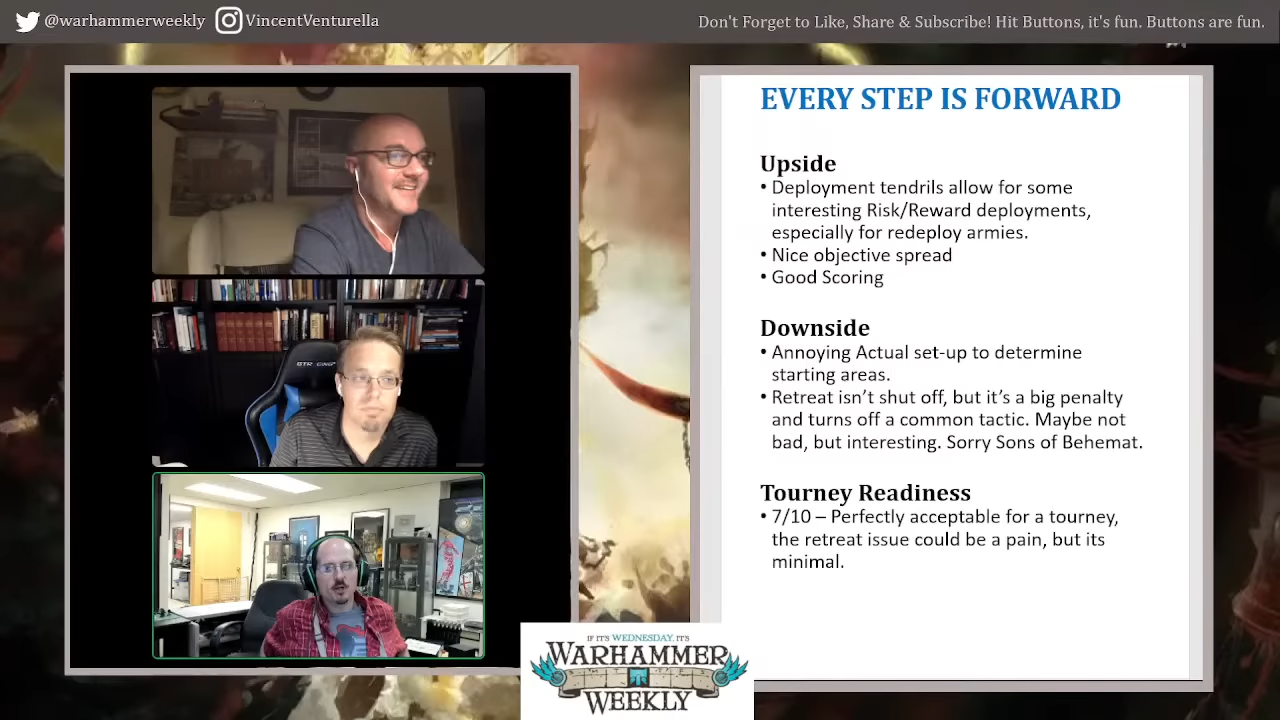 @warhammerweekly VincentVenturella
Don't Forget to Like, Share & Subscribe! Hit Buttons, it's fun. Buttons are fun.
EVERY STEP IS FORWARD
Upside
• Deployment tendrils allow for some
interesting Risk/Reward deployments,
especially for redeploy armies.
• Nice objective spread
• Good Scoring
Downside
• Annoying Actual set-up to determine
starting areas.
• Retreat isn't shut off, but it's a big penalty
and turns off a common tactic. Maybe not
bad, but interesting. Sorry Sons of Behemat.
Tourney Readiness
• 7/10 – Perfectly acceptable for a tourney,
the retreat issue could be a pain, but its
minimal.
IF IT'S WEDNESDAY, IT'S
WARHAMMER
WEEKLY